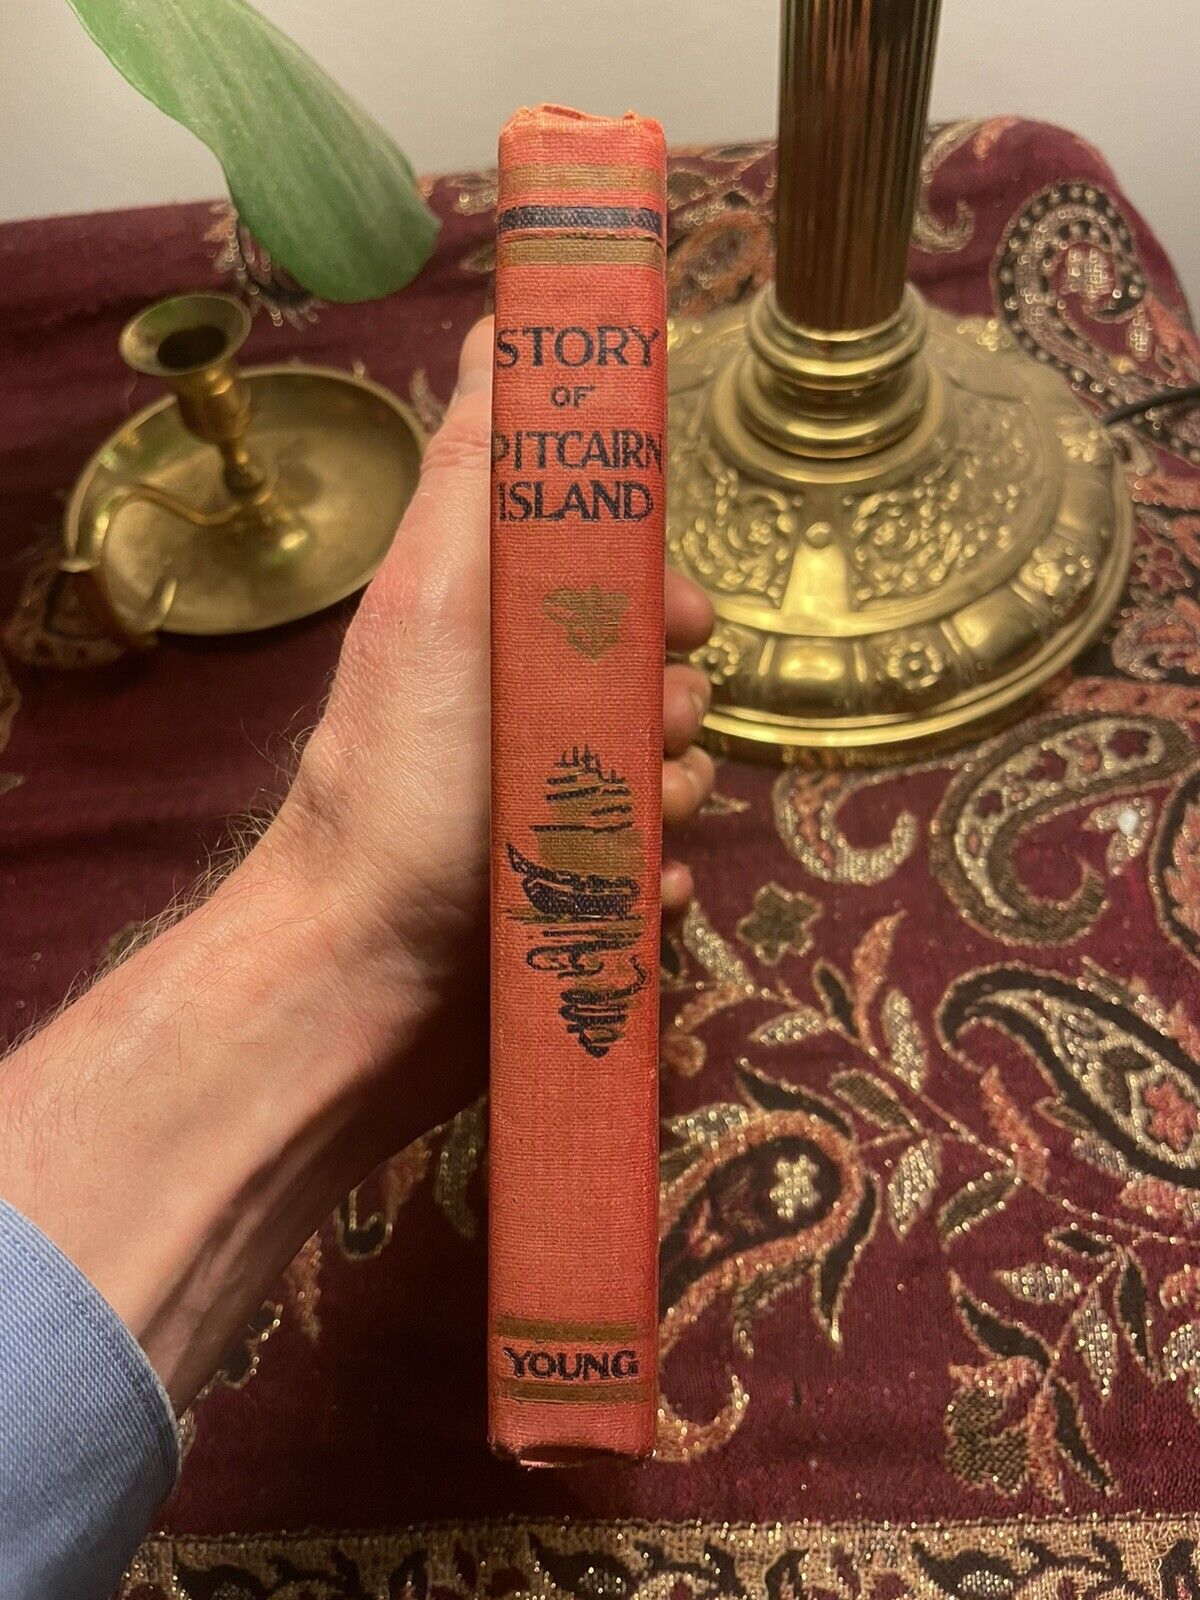 STORY
OF
PITCAIRN
ISLAND
YOUNG